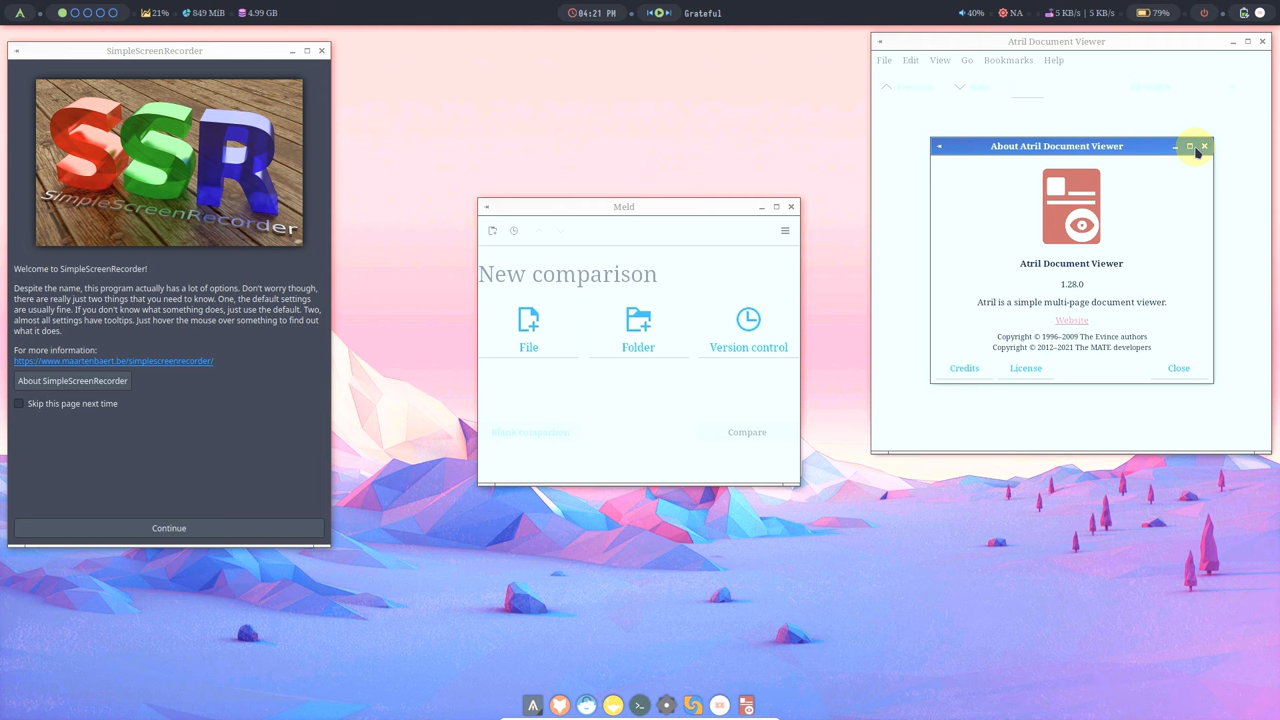 21%
849 MiB
4.99 GB
04:21 PM
Grateful
40%
NA
5 KB/s | 5 KB/s
79%
SimpleScreenRecorder
SSR
SimpleScreenRecorder
Welcome to SimpleScreenRecorder!
Despite the name, this program actually has a lot of options. Don't worry though,
there are really just two things that you need to know. One, the default settings
are usually fine. If you don't know what something does, just use the default. Two,
almost all settings have tooltips. Just hover the mouse over something to find out
what it does.
For more information:
https://www.maartenbaert.be/simplescreenrecorder/
About SimpleScreenRecorder
Skip this page next time
Continue
Meld
New comparison
File
Folder
Version control
Blank comparison
Compare
Atril Document Viewer
File Edit View Go Bookmarks Help
Previous
Next
About Atril Document Viewer
Atril Document Viewer
1.28.0
Atril is a simple multi-page document viewer.
Website
Copyright © 1996–2009 The Evince authors
Copyright © 2012–2021 The MATE developers
Credits
License
Close